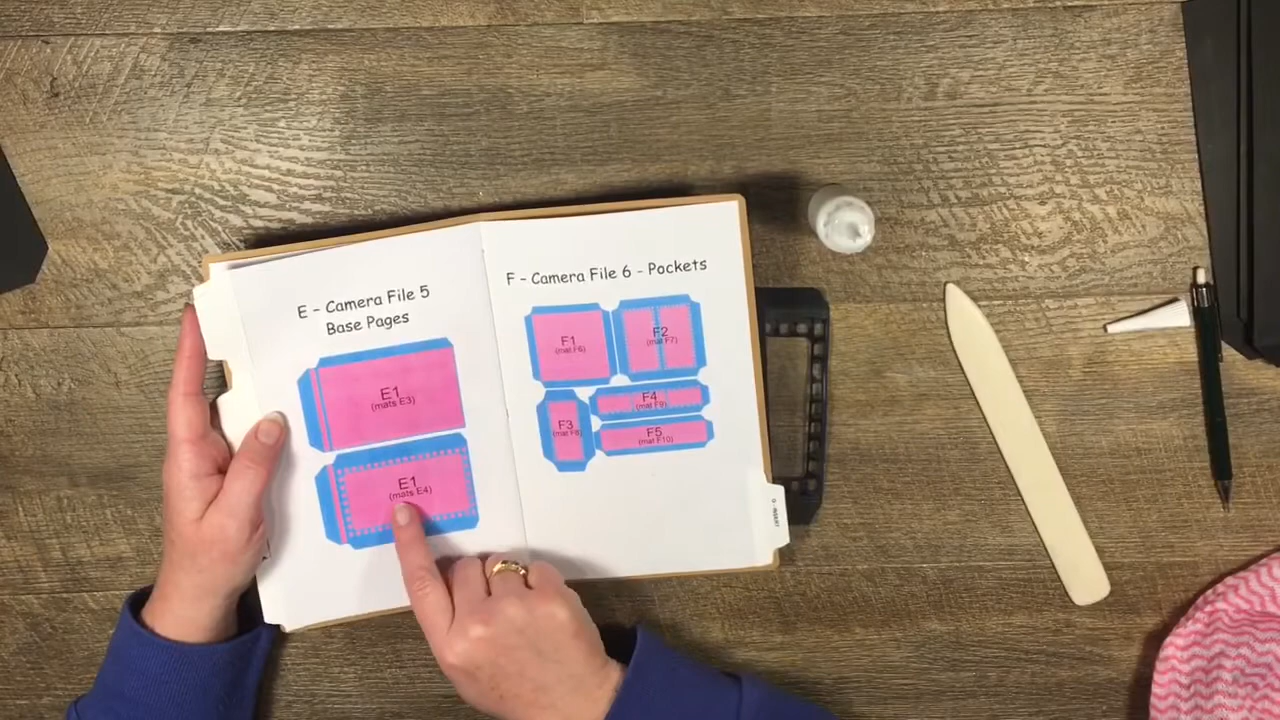 E - Camera File 5
Base Pages
E1
(mats E3)
E1
(mats E4)
F - Camera File 6 - Pockets
F1
(mat F6)
F2
(mat F7)
F3
(mat F8)
F4
(mat F9)
F5
(mat F10)